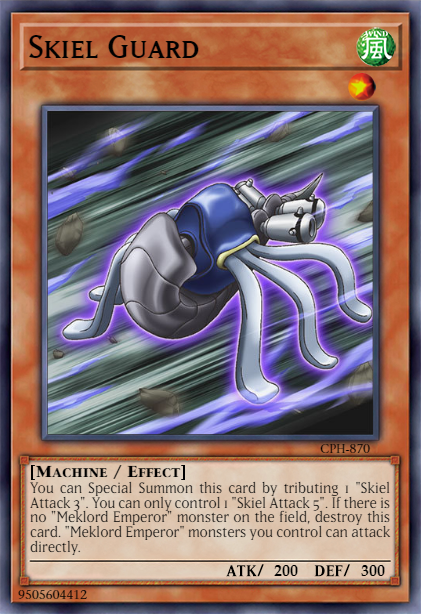 SKIEL GUARD
WIND
風
CPH-870
[MACHINE / EFFECT]
You can Special Summon this card by tributing 1 "Skiel
Attack 3". You can only control 1 "Skiel Attack 5". If there is
no "Meklord Emperor" monster on the field, destroy this
card. "Meklord Emperor" monsters you control can attack
directly.
ATK/ 200 DEF/ 300
9505604412